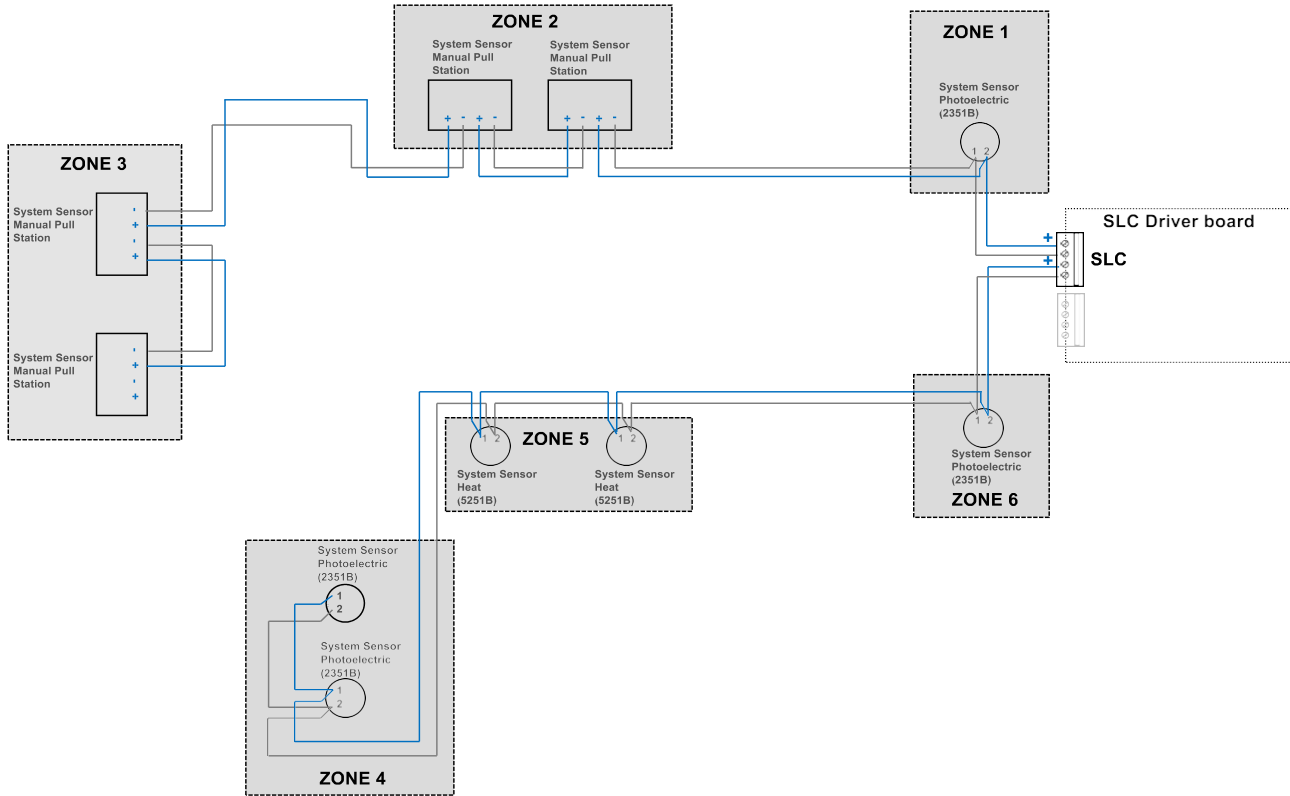 ZONE 2
System Sensor
Manual Pull
Station
System Sensor
Manual Pull
Station
+ - + -
+ - + -
ZONE 1
System Sensor
Photoelectric
(2351B)
1 2
ZONE 3
System Sensor
Manual Pull
Station
-
+
-
+
System Sensor
Manual Pull
Station
-
+
-
+
SLC Driver board
+
+
SLC
ZONE 5
1 2
1 2
System Sensor
Heat
(5251B)
System Sensor
Heat
(5251B)
1 2
System Sensor
Photoelectric
(2351B)
ZONE 6
System Sensor
Photoelectric
(2351B)
1
2
System Sensor
Photoelectric
(2351B)
1
2
ZONE 4